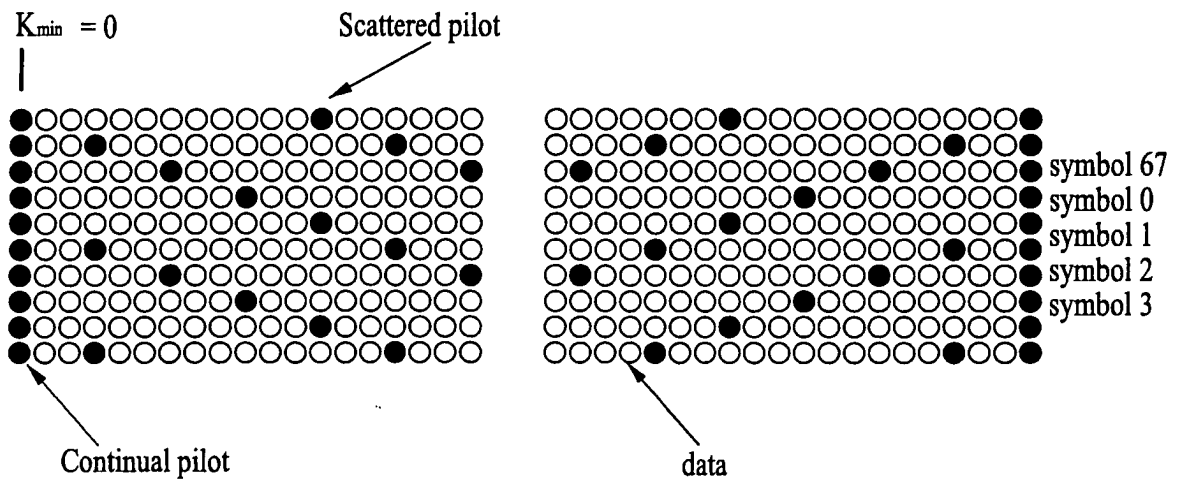 Kmin = 0
Scattered pilot
symbol 67
symbol 0
symbol 1
symbol 2
symbol 3
Continual pilot
data